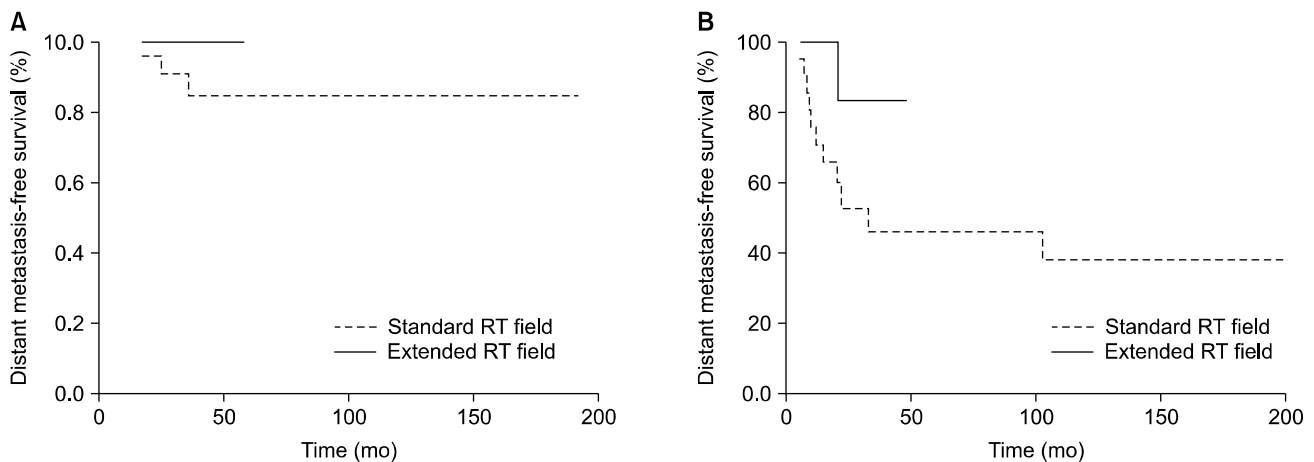 A
Distant metastasis-free survival (%)
10.0
0.8
0.6
0.4
0.2
0.0
0
50
100
150
200
Time (mo)
Standard RT field
Extended RT field
B
Distant metastasis-free survival (%)
100
80
60
40
20
0.0
0
50
100
150
200
Time (mo)
Standard RT field
Extended RT field